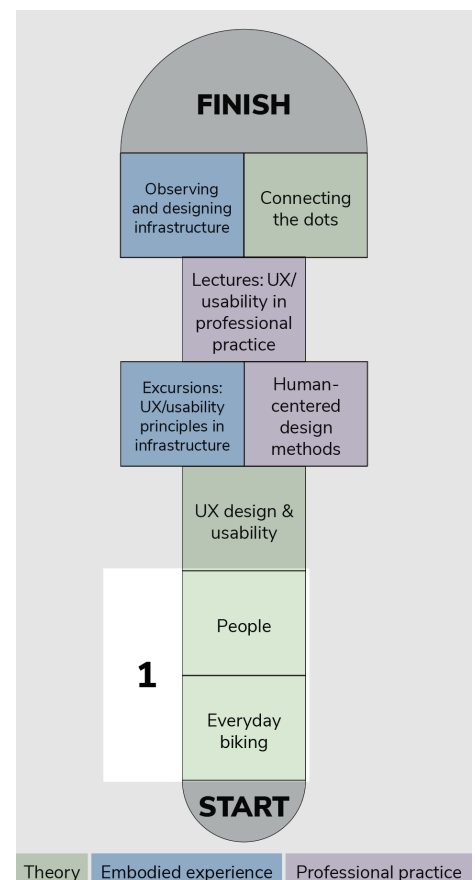 FINISH
Observing
and designing
infrastructure
Connecting
the dots
Lectures: UX/
usability in
professional
practice
Excursions:
UX/usability
principles in
infrastructure
Human-
centered
design
methods
UX design &
usability
People
1
Everyday
biking
START
Theory
Embodied experience
Professional practice